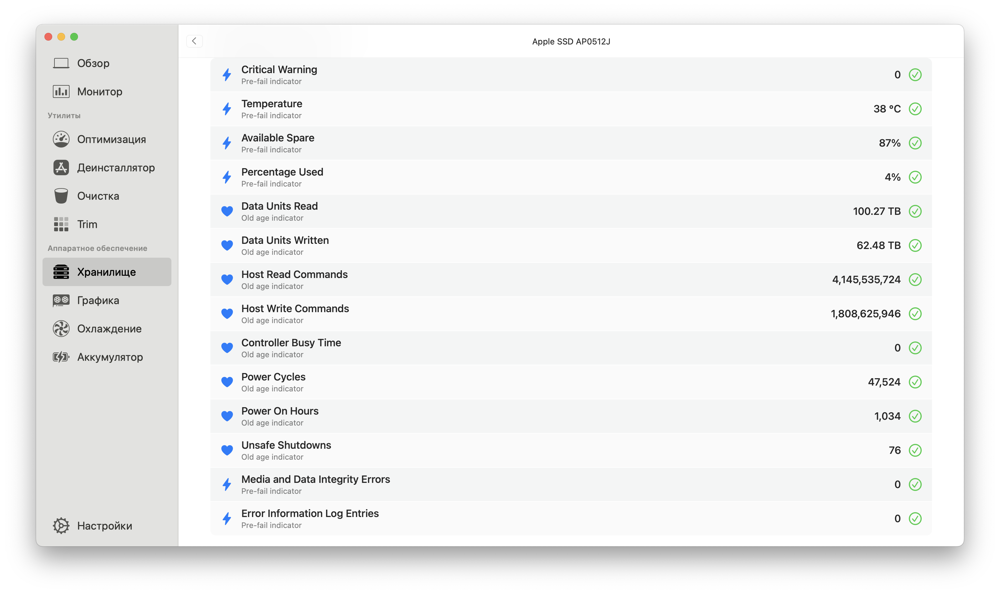 Apple SSD AP0512J
Обзор
Монитор
Утилиты
Оптимизация
Деинсталлятор
Очистка
Trim
Аппаратное обеспечение
Хранилище
Графика
Охлаждение
Аккумулятор
Настройки
Critical Warning
Pre-fail indicator
0
Temperature
Pre-fail indicator
38 °C
Available Spare
Pre-fail indicator
87%
Percentage Used
Pre-fail indicator
4%
Data Units Read
Old age indicator
100.27 TB
Data Units Written
Old age indicator
62.48 TB
Host Read Commands
Old age indicator
4,145,535,724
Host Write Commands
Old age indicator
1,808,625,946
Controller Busy Time
Old age indicator
0
Power Cycles
Old age indicator
47,524
Power On Hours
Old age indicator
1,034
Unsafe Shutdowns
Old age indicator
76
Media and Data Integrity Errors
Pre-fail indicator
0
Error Information Log Entries
Pre-fail indicator
0